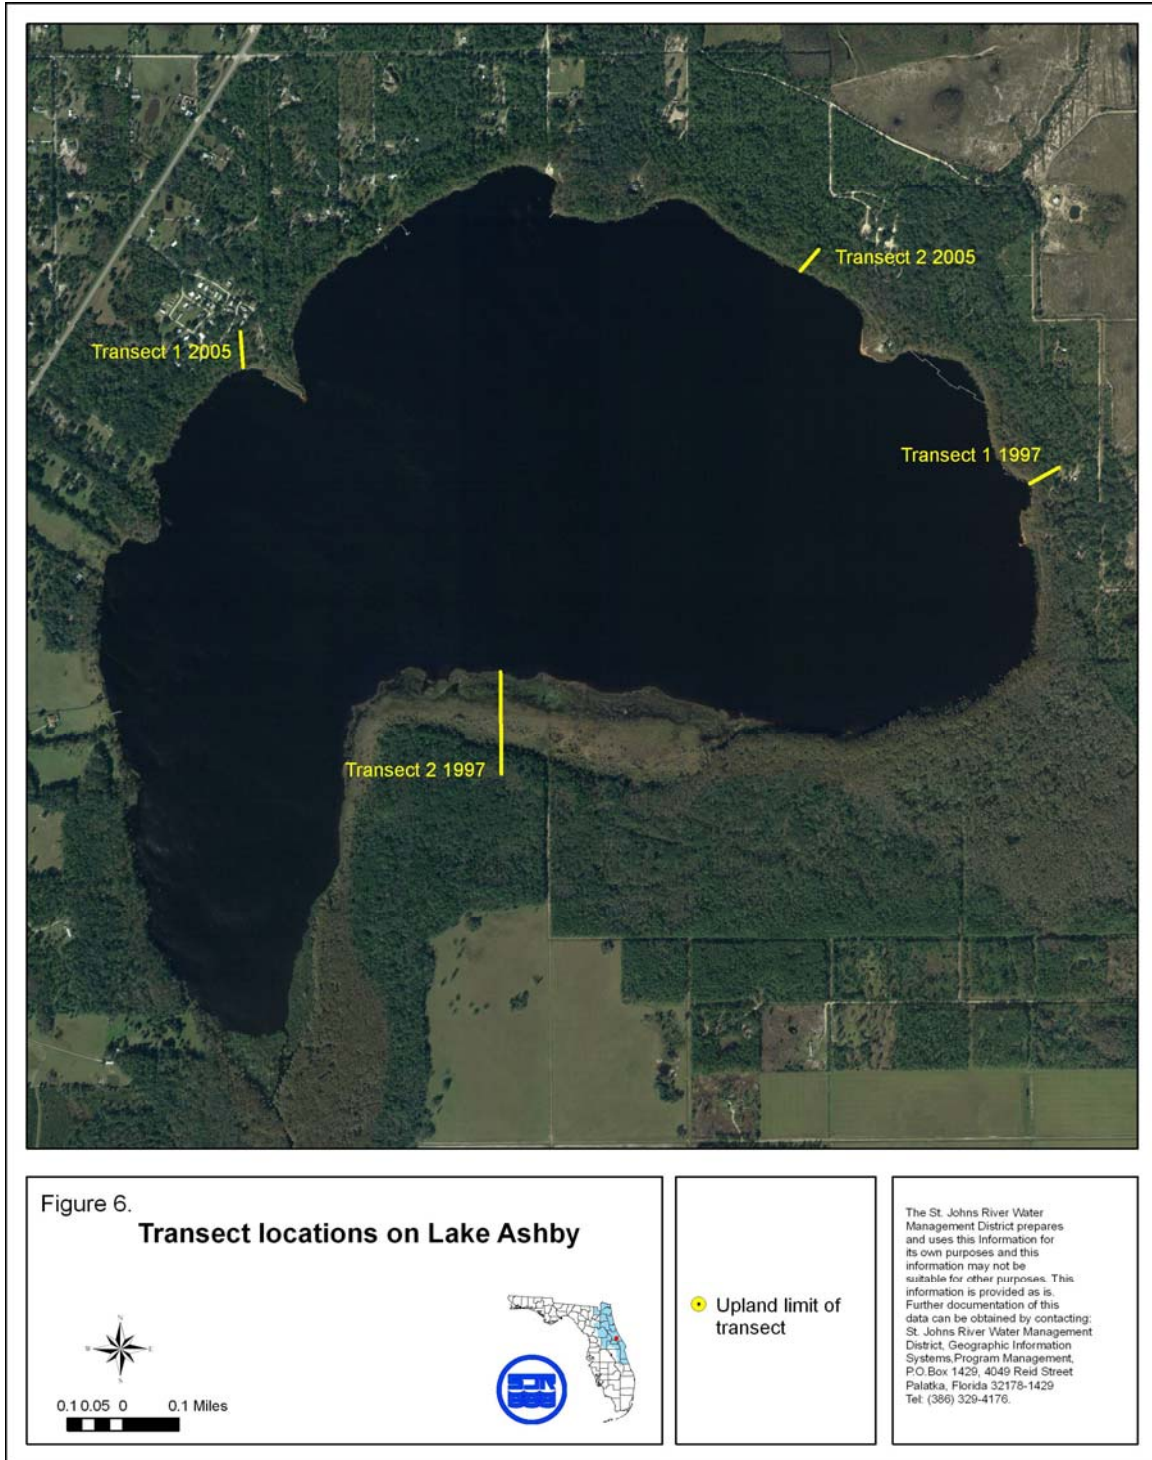 Transect 2 2005
Transect 1 2005
Transect 1 1997
Transect 2 1997
Figure 6.
Transect locations on Lake Ashby
N
W E
S
0.1 0.05 0 0.1 Miles
Upland limit of
transect
The St. Johns River Water
Management District prepares
and uses this Information for
its own purposes and this
information may not be
suitable for other purposes. This
information is provided as is.
Further documentation of this
data can be obtained by contacting:
St. Johns River Water Management
District, Geographic Information
Systems,Program Management,
P.O.Box 1429, 4049 Reid Street
Palatka, Florida 32178-1429
Tel: (386) 329-4176.